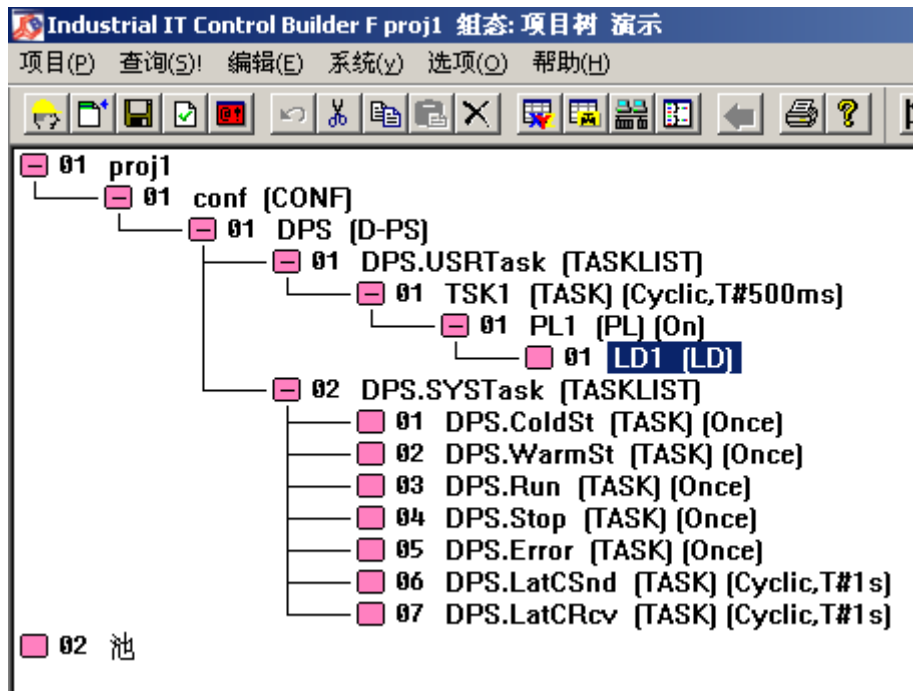 Industrial IT Control Builder F proj1 组态: 项目树 演示
项目(P) 查询(S)! 编辑(E) 系统(y) 选项(O) 帮助(H)
01 proj1
01 conf (CONF)
01 DPS (D-PS)
01 DPS.USRTask (TASKLIST)
01 TSK1 (TASK) (Cyclic,T#500ms)
01 PL1 (PL) (On)
01 LD1 (LD)
02 DPS.SYSTask (TASKLIST)
01 DPS.ColdSt (TASK) (Once)
02 DPS.WarmSt (TASK) (Once)
03 DPS.Run (TASK) (Once)
04 DPS.Stop (TASK) (Once)
05 DPS.Error (TASK) (Once)
06 DPS.LatCSnd (TASK) (Cyclic,T#1s)
07 DPS.LatCRcv (TASK) (Cyclic,T#1s)
02 池